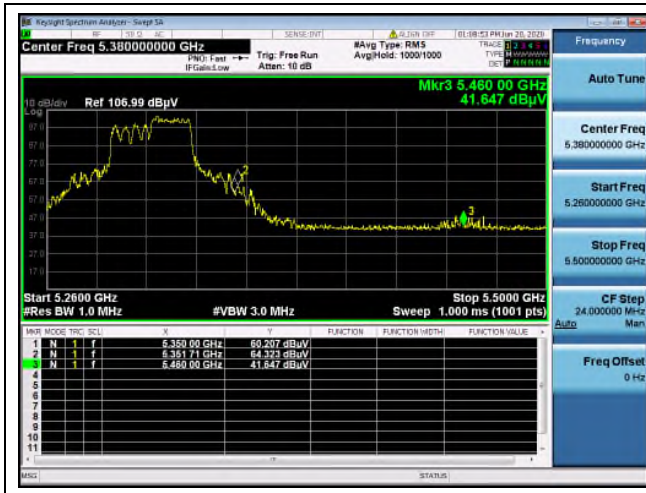 Keysight Spectrum Analyzer - Swept SA
RF 50 Ω AC SENSE:INT ALIGN OFF 01:08:53 PM Jun 20, 2020
Center Freq 5.380000000 GHz
PNO: Fast
IFGain:Low
Trig: Free Run
Atten: 10 dB
#Avg Type: RMS
Avg|Hold: 1000/1000
TRACE 1 2 3 4 5 6
TYPE M WWWWW
DET P N N N N N
Mkr3 5.460 00 GHz
41.647 dBµV
10 dB/div Ref 106.99 dBµV
Log
97.0
87.0
77.0
67.0
57.0
47.0
37.0
27.0
17.0
2
3
Start 5.2600 GHz Stop 5.5000 GHz
#Res BW 1.0 MHz #VBW 3.0 MHz Sweep 1.000 ms (1001 pts)
MKR MODE TRC SCL X Y FUNCTION FUNCTION WIDTH FUNCTION VALUE
1 N 1 f 5.350 00 GHz 60.207 dBµV
2 N 1 f 5.351 71 GHz 64.323 dBµV
3 N 1 f 5.460 00 GHz 41.647 dBµV
4
5
6
7
8
9
10
11
MSG STATUS
Frequency
Auto Tune
Center Freq
5.380000000 GHz
Start Freq
5.260000000 GHz
Stop Freq
5.500000000 GHz
CF Step
24.000000 MHz
Auto Man
Freq Offset
0 Hz